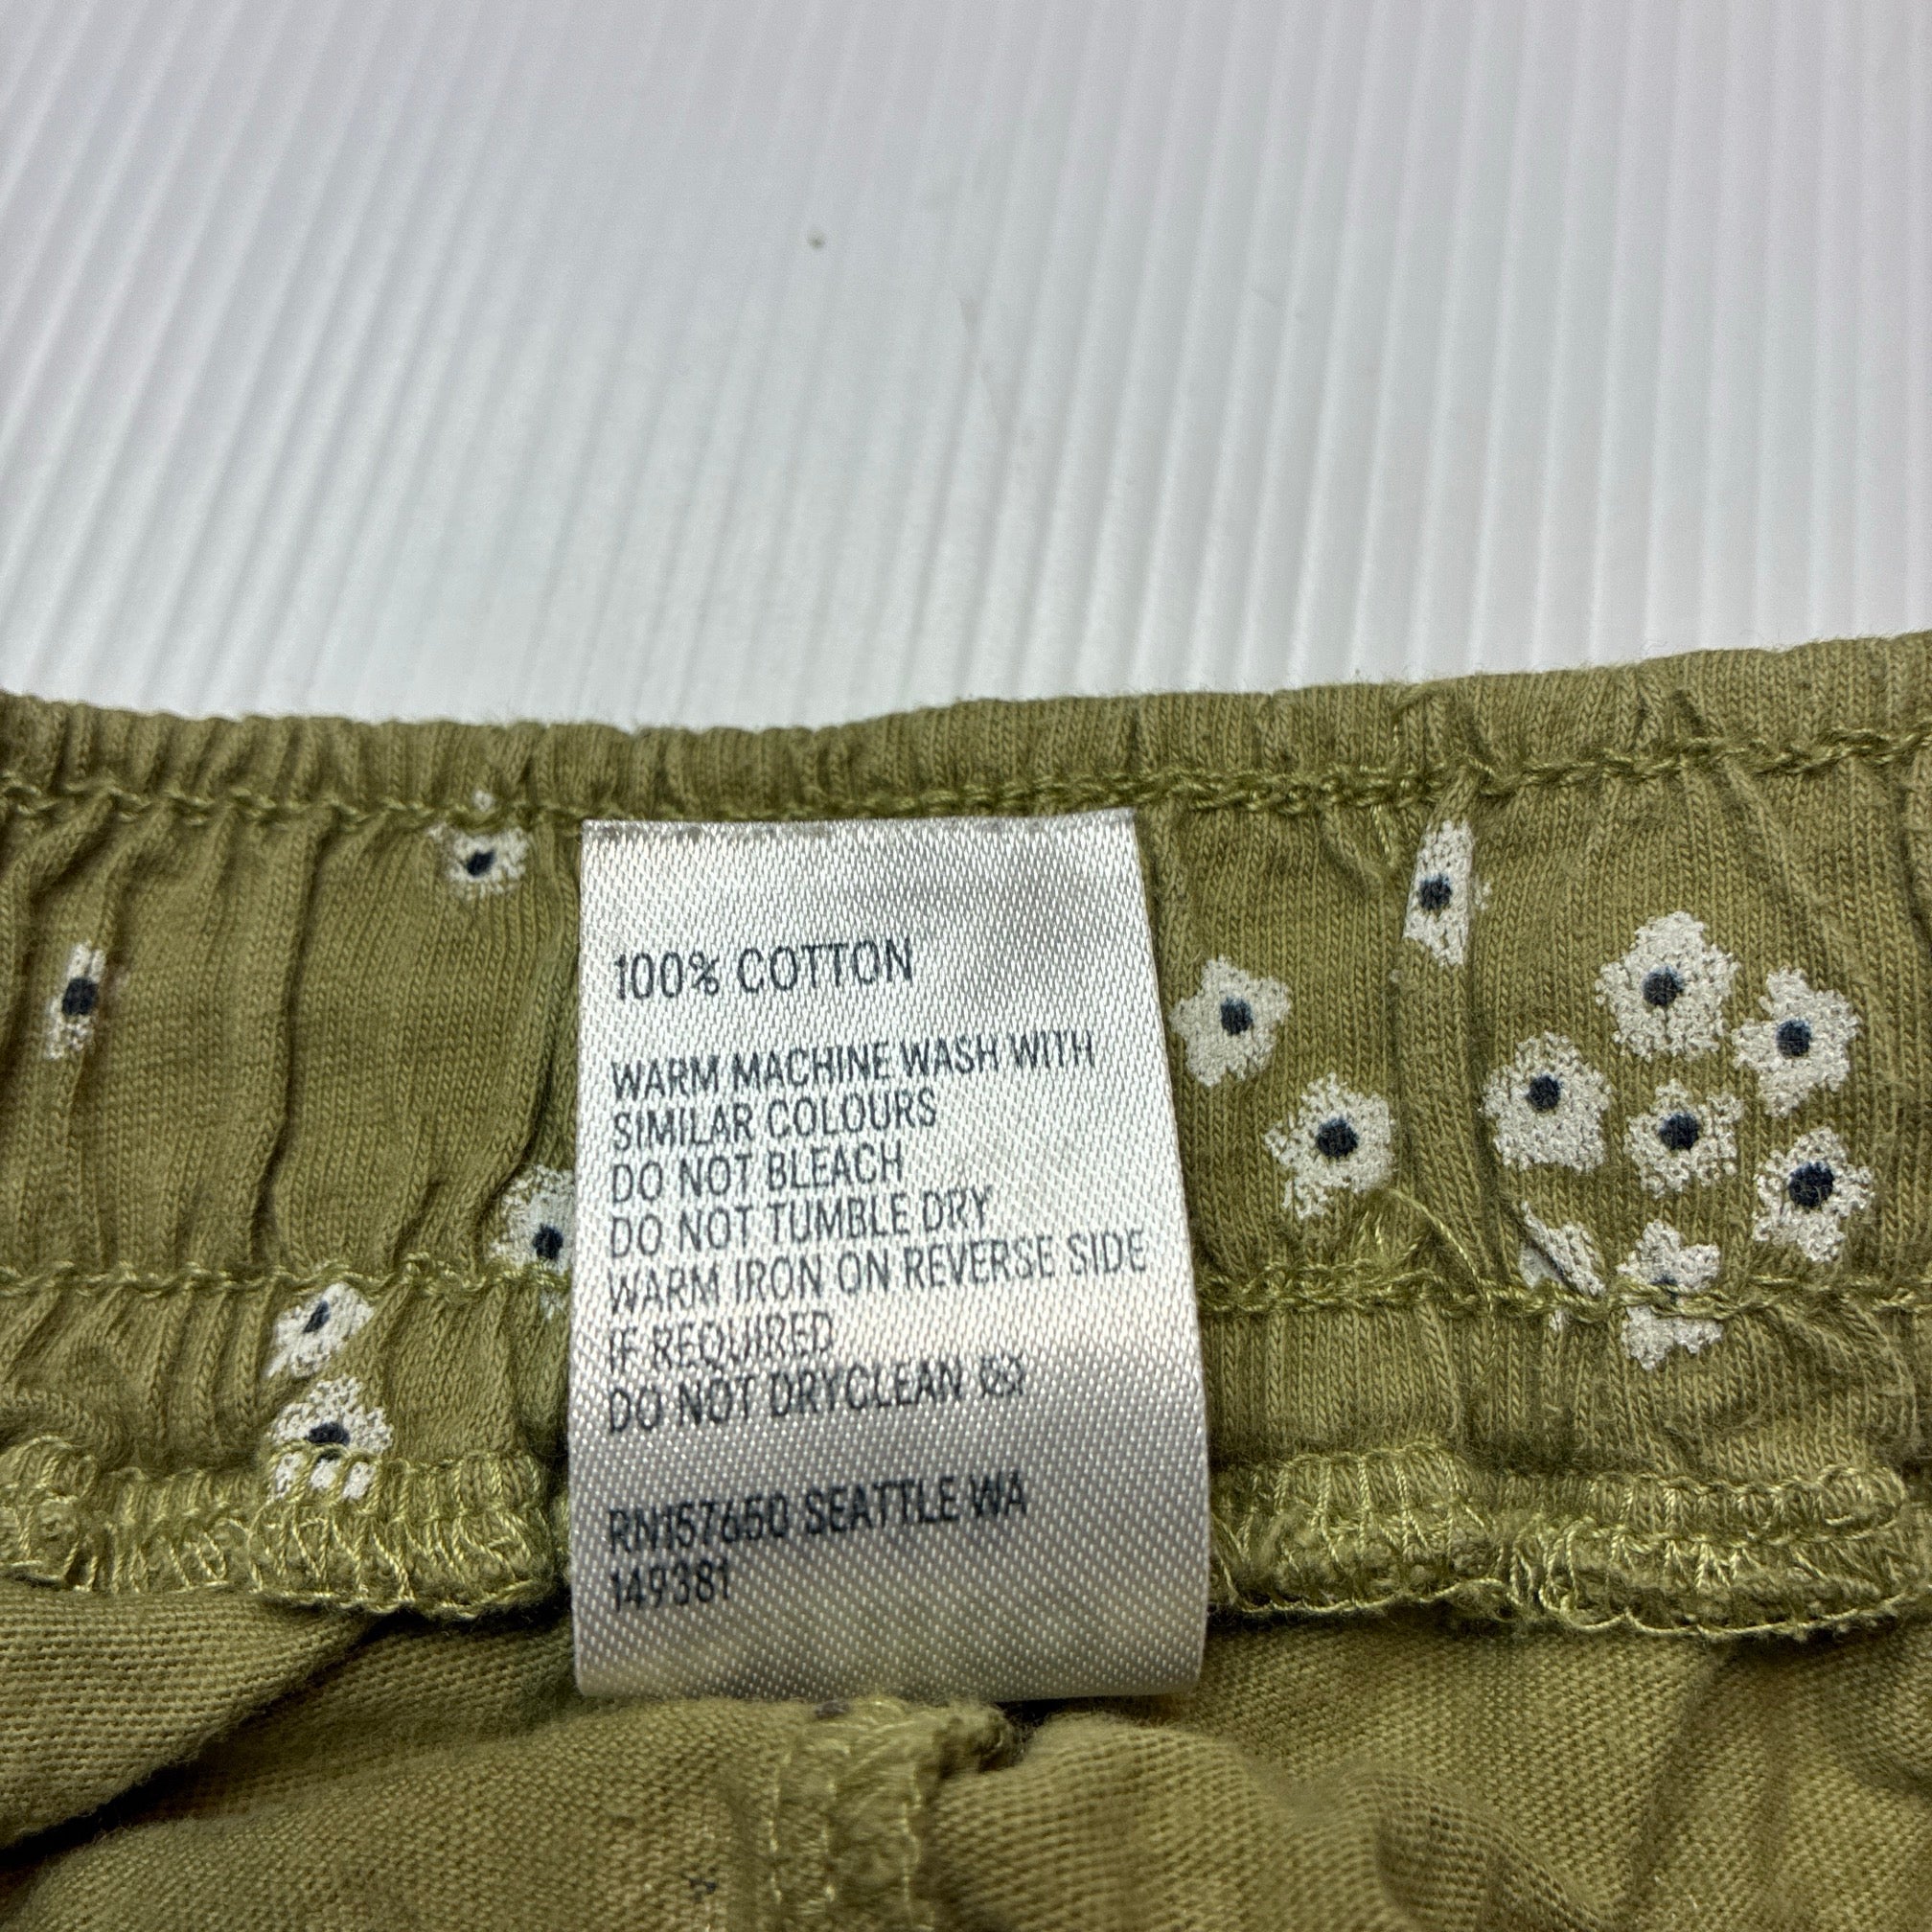 100% COTTON
WARM MACHINE WASH WITH
SIMILAR COLOURS
DO NOT BLEACH
DO NOT TUMBLE DRY
WARM IRON ON REVERSE SIDE
IF REQUIRED
DO NOT DRYCLEAN
RN157650 SEATTLE WA
149381